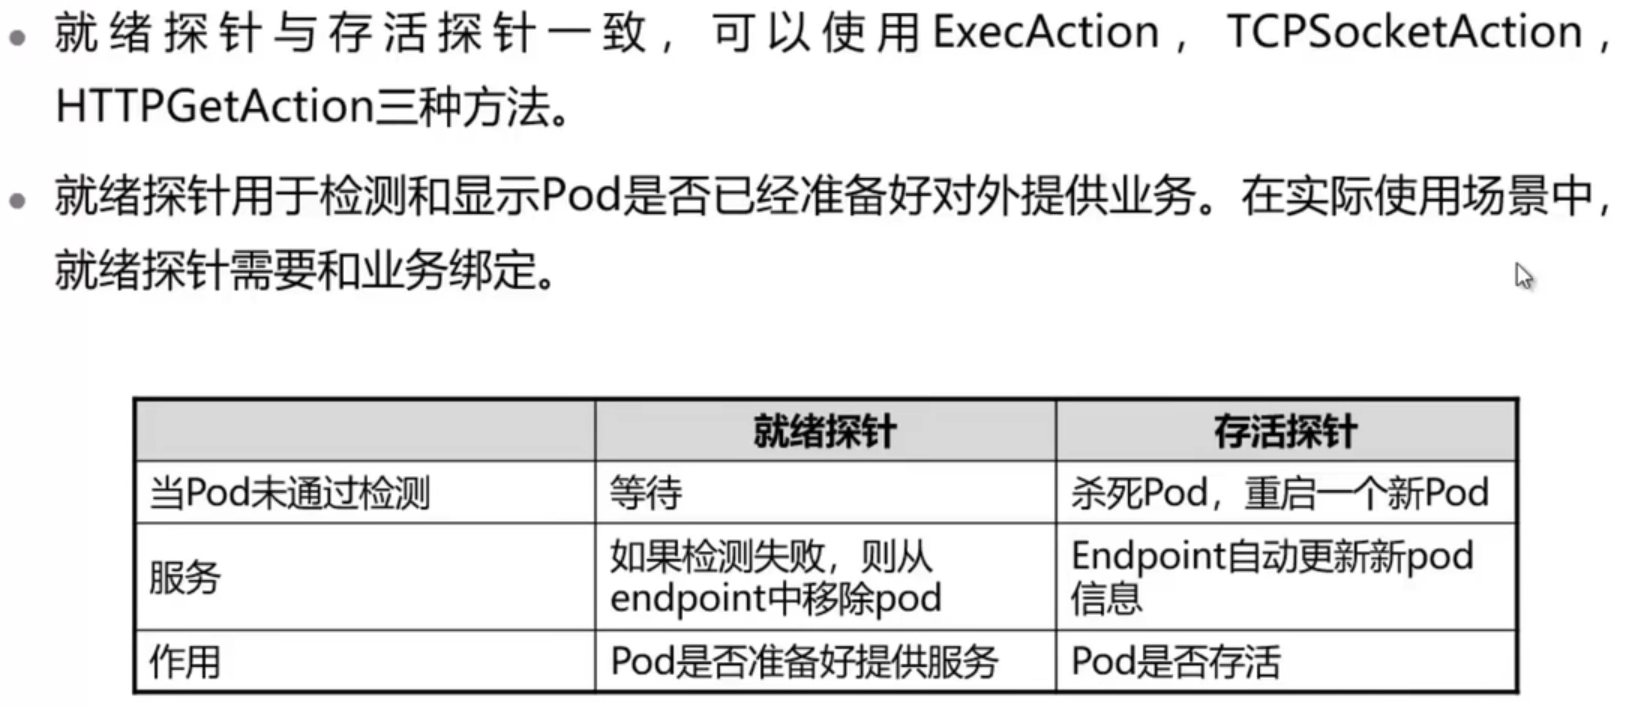 就绪探针与存活探针一致，可以使用ExecAction，TCPSocketAction，
HTTPGetAction三种方法。
就绪探针用于检测和显示Pod是否已经准备好对外提供业务。在实际使用场景中，
就绪探针需要和业务绑定。
就绪探针 存活探针
当Pod未通过检测 等待 杀死Pod，重启一个新Pod
服务 如果检测失败，则从 Endpoint自动更新新pod
endpoint中移除pod 信息
作用 Pod是否准备好提供服务 Pod是否存活